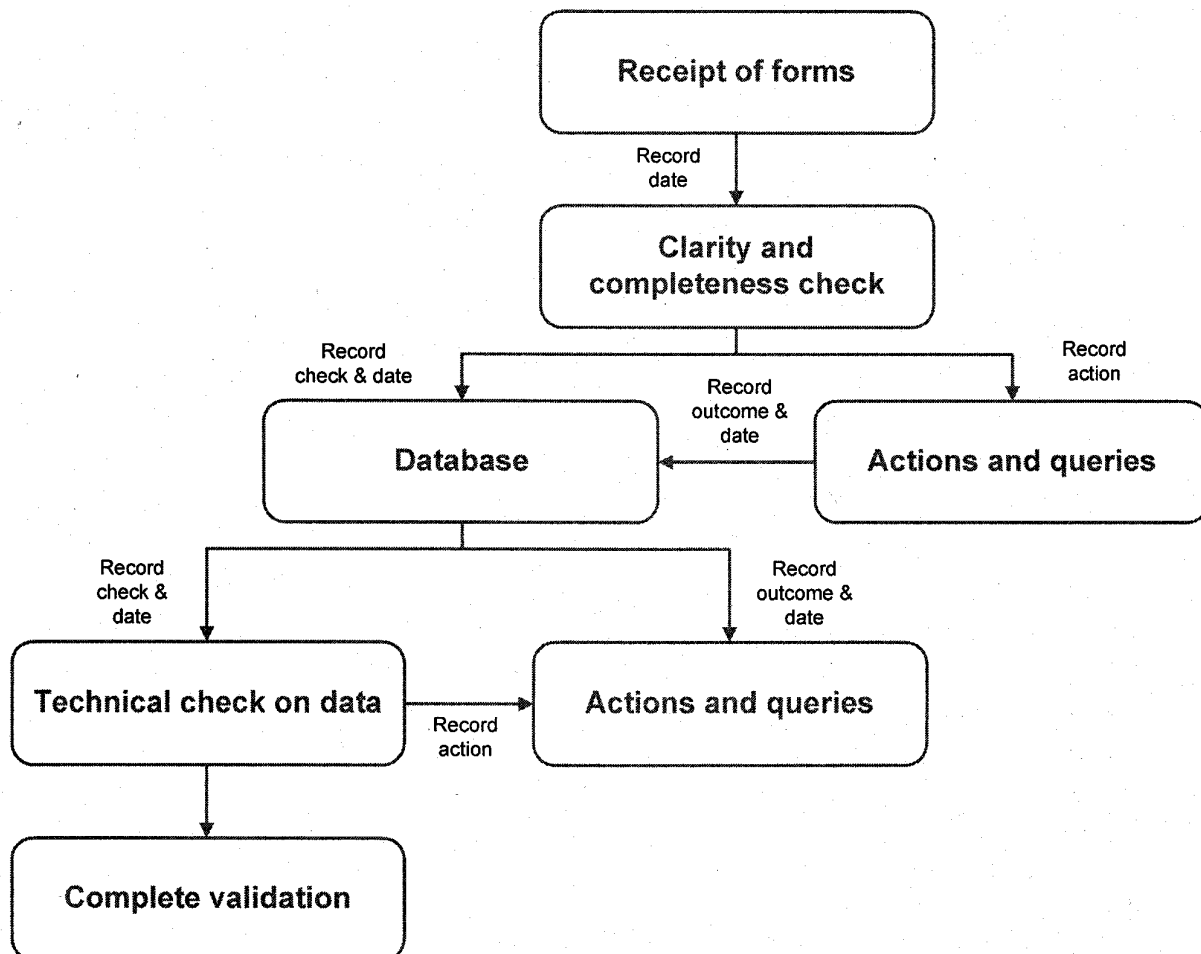 Receipt of forms
Record
date
Clarity and
completeness check
Record
check & date
Record
outcome &
date
Record
action
Database
Actions and queries
Record
check &
date
Record
outcome &
date
Technical check on data
Record
action
Actions and queries
Complete validation